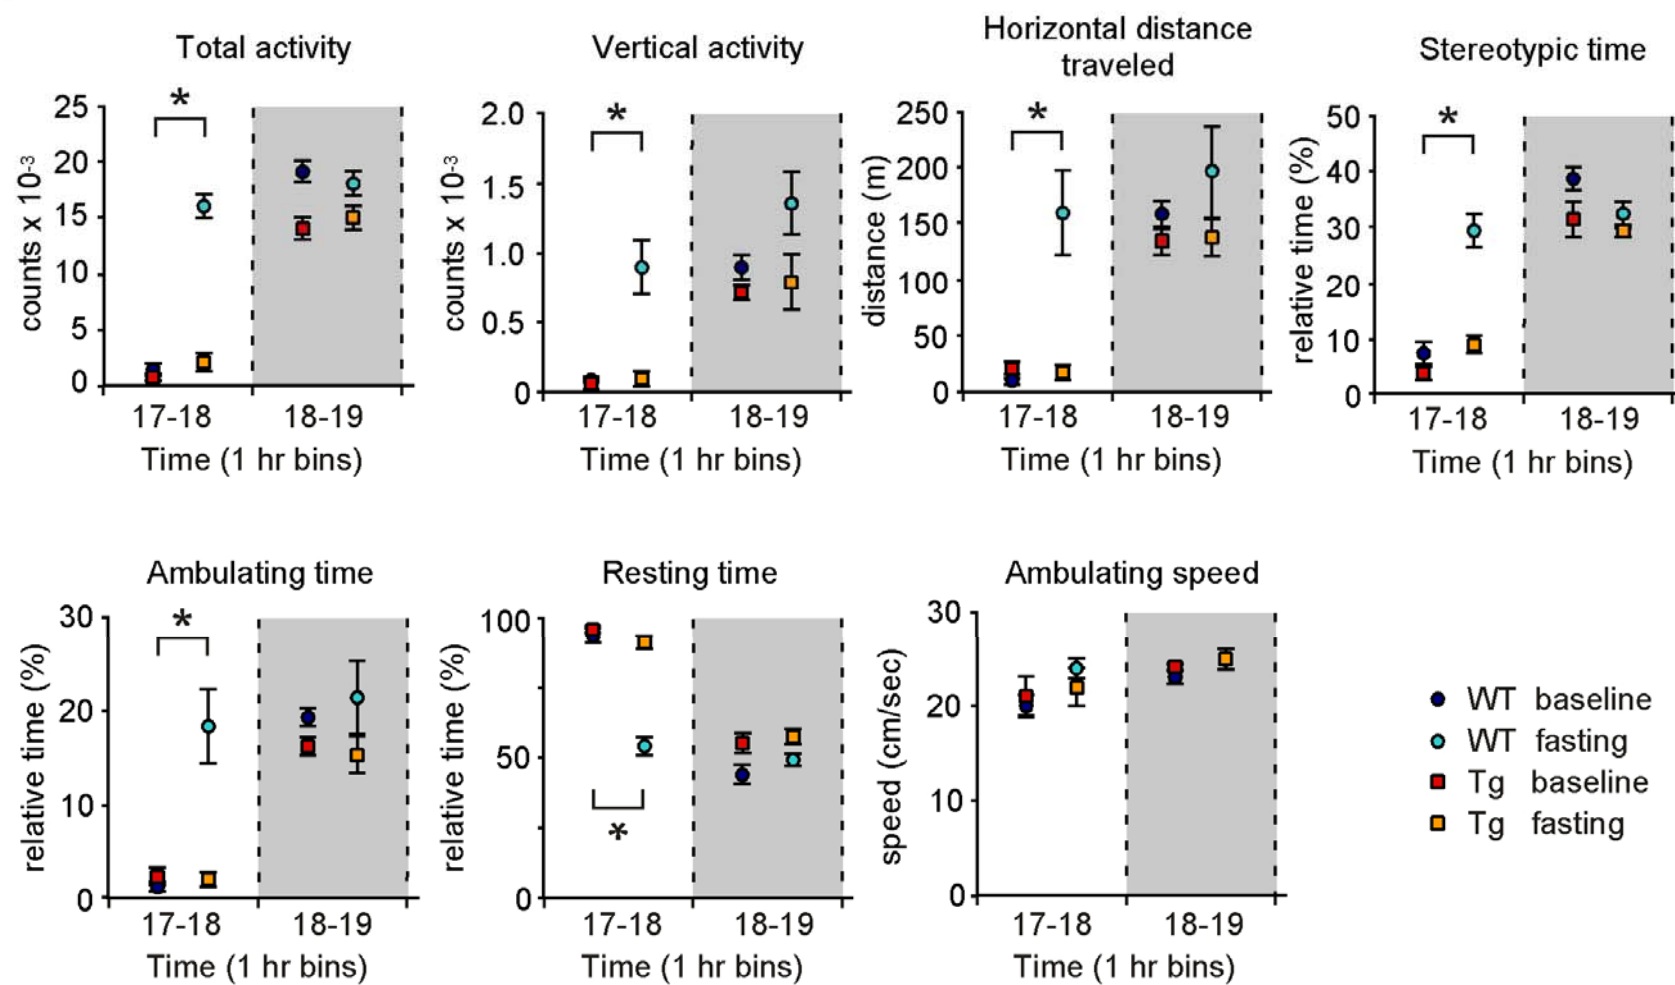 Total activity
*
25
20
15
10
5
0
counts x 10-3
17-18
18-19
Time (1 hr bins)
Vertical activity
*
2.0
1.5
1.0
0.5
0
counts x 10-3
17-18
18-19
Time (1 hr bins)
Horizontal distance
traveled
*
250
200
150
100
50
0
distance (m)
17-18
18-19
Time (1 hr bins)
Stereotypic time
*
50
40
30
20
10
0
relative time (%)
17-18
18-19
Time (1 hr bins)
Ambulating time
*
30
20
10
0
relative time (%)
17-18
18-19
Time (1 hr bins)
Resting time
100
50
0
*
relative time (%)
17-18
18-19
Time (1 hr bins)
Ambulating speed
30
20
10
0
speed (cm/sec)
17-18
18-19
Time (1 hr bins)
WT baseline
WT fasting
Tg baseline
Tg fasting